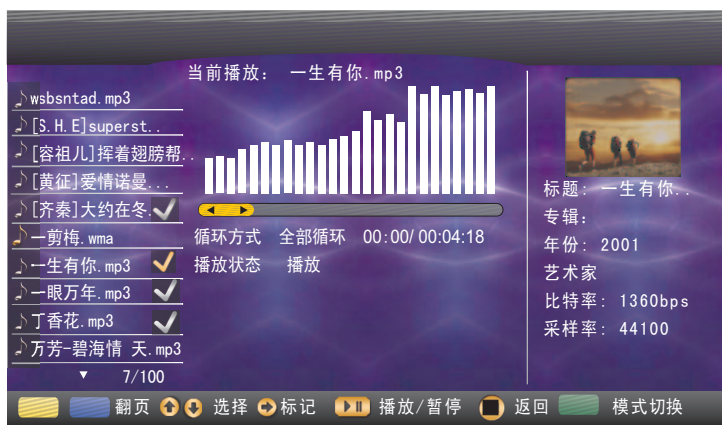 当前播放： 一生有你.mp3
wsbsntad.mp3
[S.H.E]superst..
[容祖儿]挥着翅膀帮..
[黄征]爱情诺曼...
[齐秦]大约在冬.
一剪梅.wma
一生有你.mp3
一眼万年.mp3
丁香花.mp3
万芳-碧海情 天.mp3
7/100
循环方式 全部循环 00:00/00:04:18
播放状态 播放
标题: 一生有你..
专辑:
年份: 2001
艺术家
比特率: 1360bps
采样率: 44100
翻页 选择 标记 播放/暂停 返回 模式切换